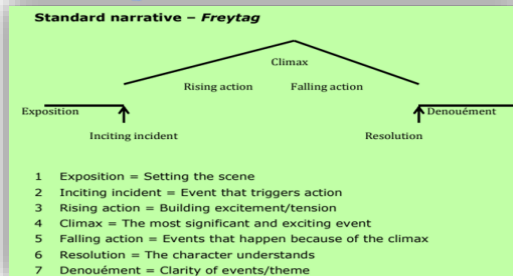 Standard narrative – Freytag
Climax
Rising action Falling action
Exposition Denouément
Inciting incident Resolution
1 Exposition = Setting the scene
2 Inciting incident = Event that triggers action
3 Rising action = Building excitement/tension
4 Climax = The most significant and exciting event
5 Falling action = Events that happen because of the climax
6 Resolution = The character understands
7 Denouément = Clarity of events/theme